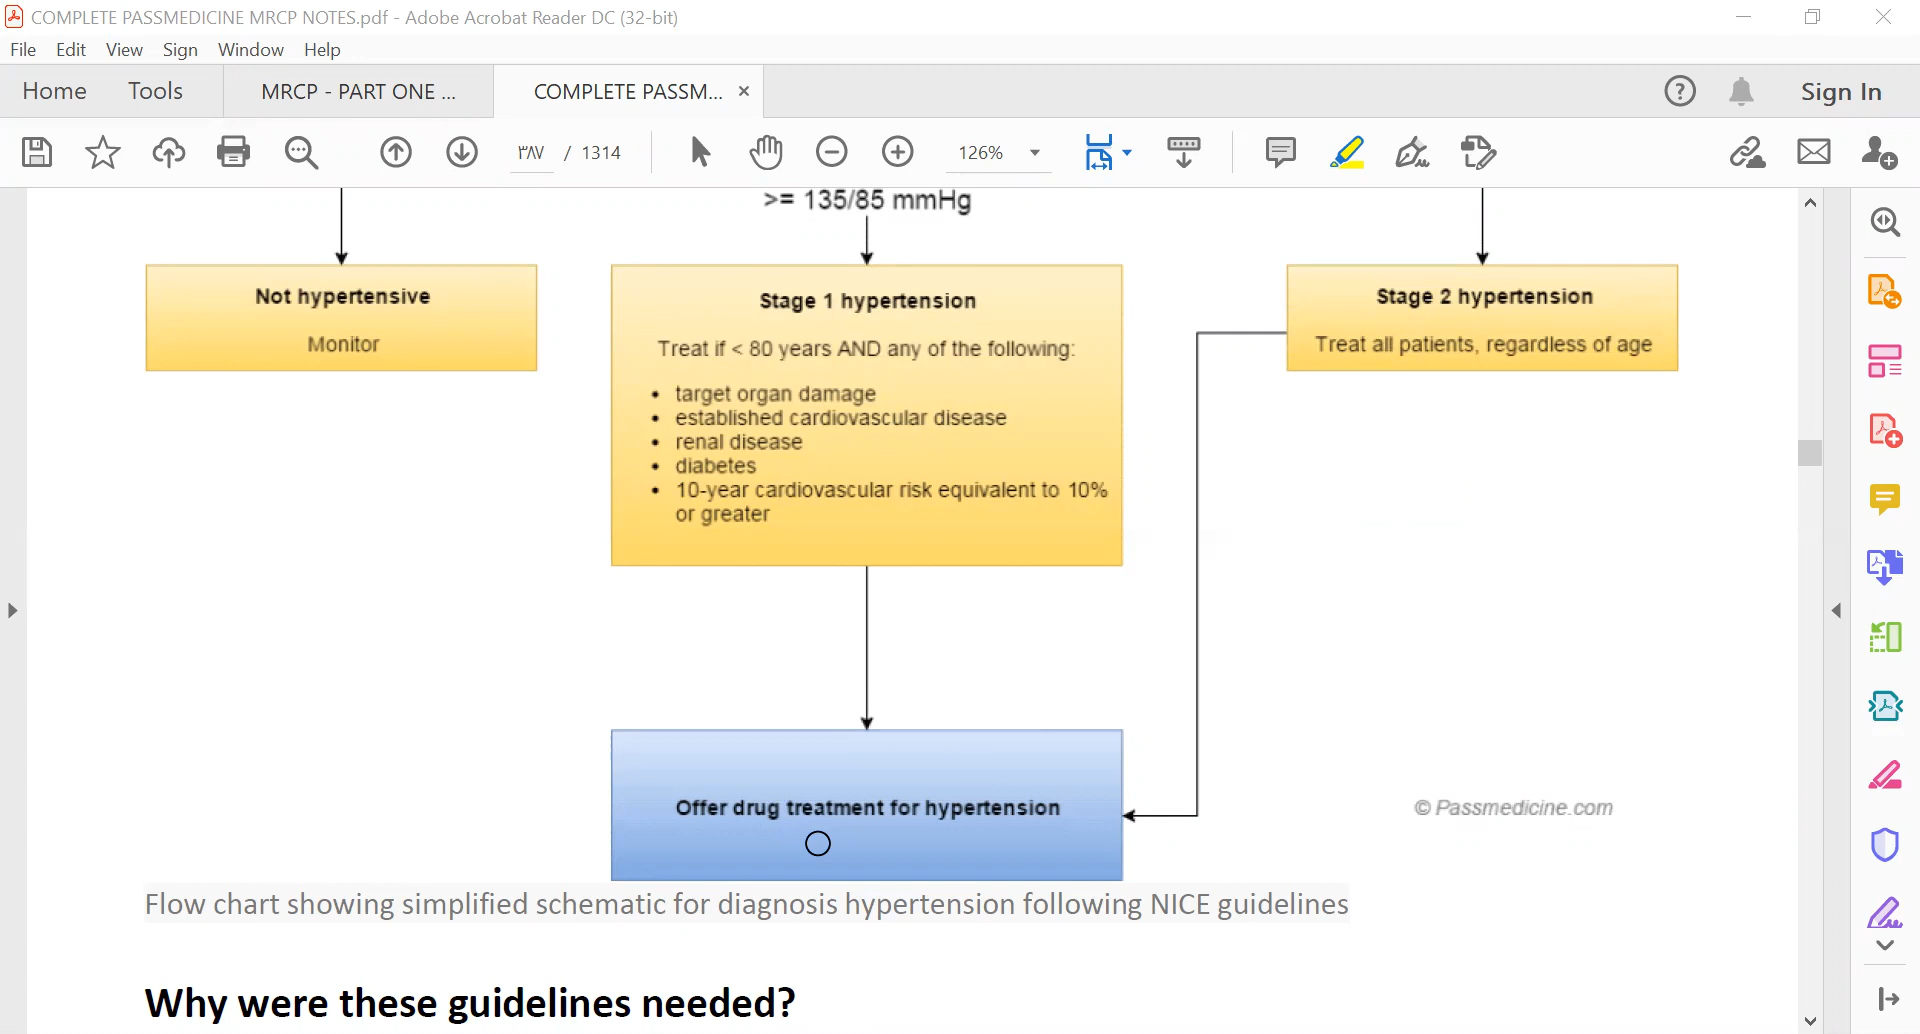 COMPLETE PASSMEDICINE MRCP NOTES.pdf - Adobe Acrobat Reader DC (32-bit)
File Edit View Sign Window Help
Home Tools MRCP - PART ONE ... COMPLETE PASSM... × Sign In
٣٨٧ / 1314 126%
>= 135/85 mmHg
Not hypertensive
Monitor
Stage 1 hypertension
Treat if < 80 years AND any of the following:
• target organ damage
• established cardiovascular disease
• renal disease
• diabetes
• 10-year cardiovascular risk equivalent to 10%
or greater
Stage 2 hypertension
Treat all patients, regardless of age
Offer drug treatment for hypertension
© Passmedicine.com
Flow chart showing simplified schematic for diagnosis hypertension following NICE guidelines
Why were these guidelines needed?